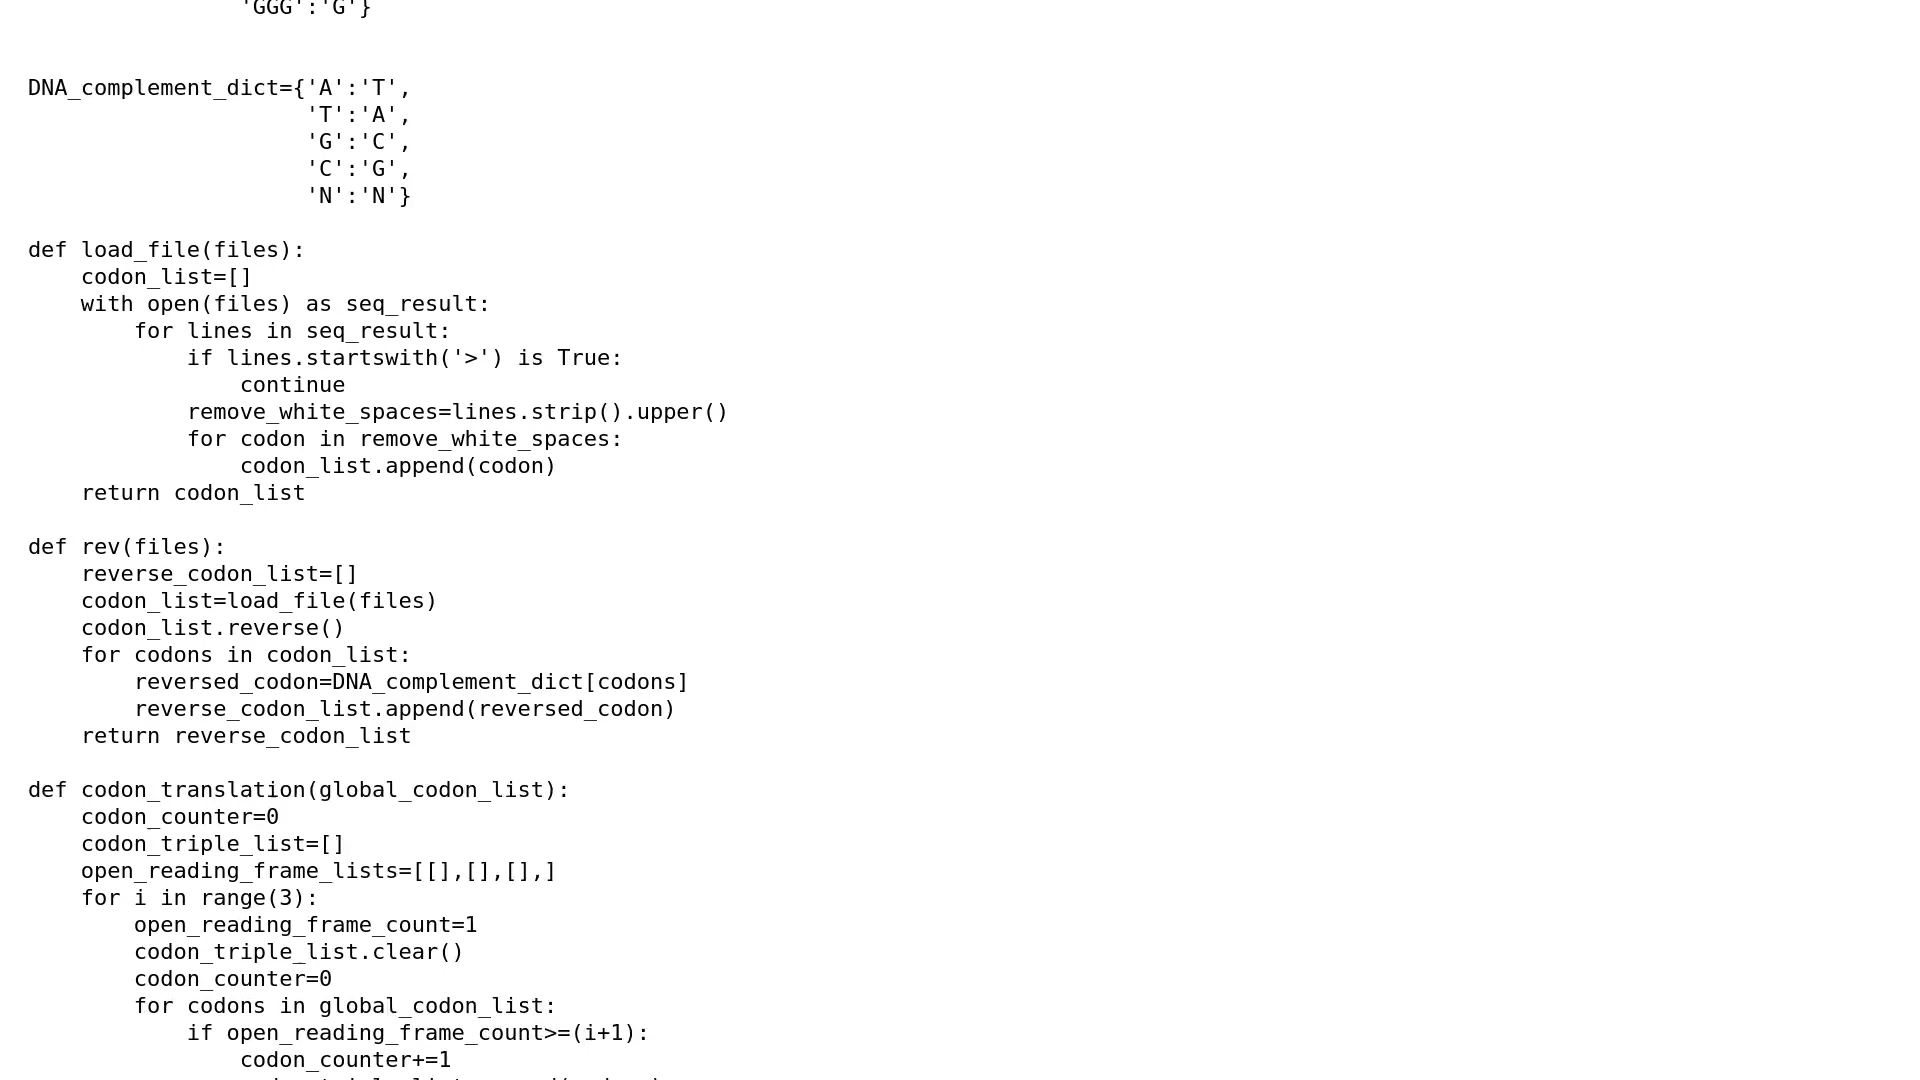 'GGG':'G'}
DNA_complement_dict={'A':'T',
'T':'A',
'G':'C',
'C':'G',
'N':'N'}
def load_file(files):
codon_list=[]
with open(files) as seq_result:
for lines in seq_result:
if lines.startswith('>') is True:
continue
remove_white_spaces=lines.strip().upper()
for codon in remove_white_spaces:
codon_list.append(codon)
return codon_list
def rev(files):
reverse_codon_list=[]
codon_list=load_file(files)
codon_list.reverse()
for codons in codon_list:
reversed_codon=DNA_complement_dict[codons]
reverse_codon_list.append(reversed_codon)
return reverse_codon_list
def codon_translation(global_codon_list):
codon_counter=0
codon_triple_list=[]
open_reading_frame_lists=[[],[],[],]
for i in range(3):
open_reading_frame_count=1
codon_triple_list.clear()
codon_counter=0
for codons in global_codon_list:
if open_reading_frame_count>=(i+1):
codon_counter+=1